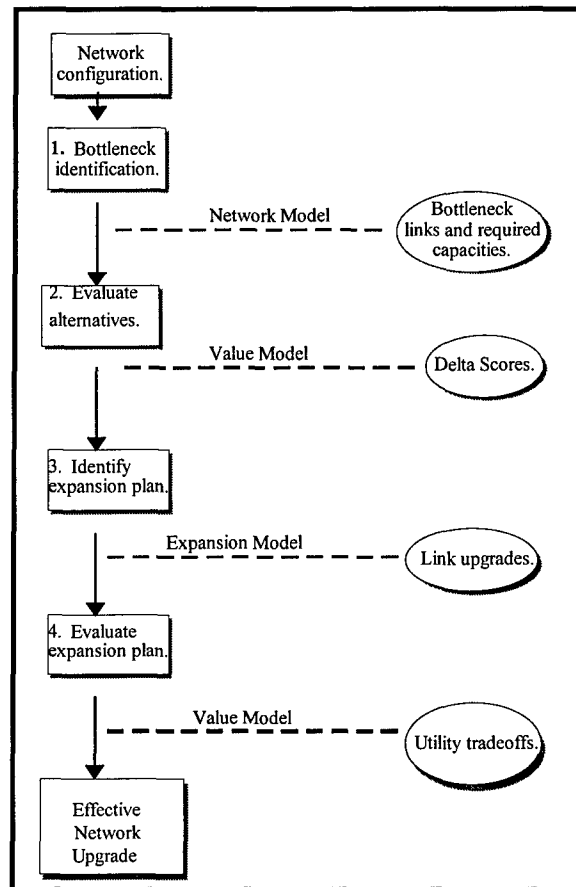 Network
configuration.
1. Bottleneck
identification.
Network Model
Bottleneck
links and required
capacities.
2. Evaluate
alternatives.
Value Model
Delta Scores.
3. Identify
expansion plan.
Expansion Model
Link upgrades.
4. Evaluate
expansion plan.
Value Model
Utility tradeoffs.
Effective
Network
Upgrade